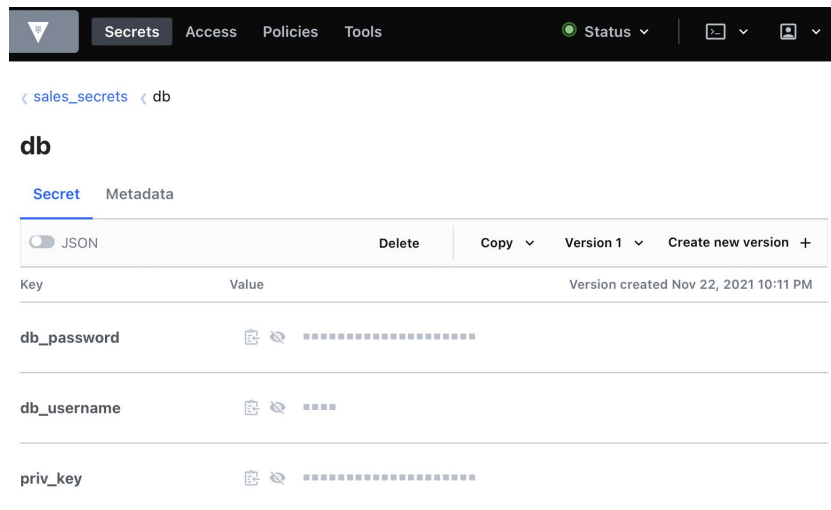 Secrets Access Policies Tools Status
sales_secrets db
db
Secret Metadata
JSON Delete Copy Version 1 Create new version +
Key Value Version created Nov 22, 2021 10:11 PM
db_password
db_username
priv_key